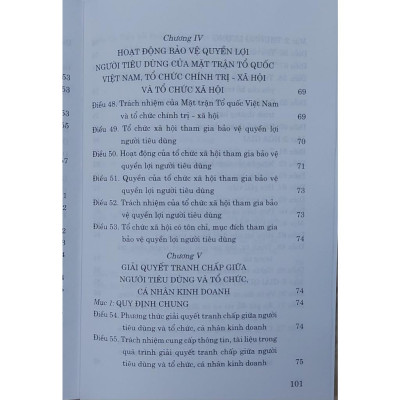 Chương IV
HOẠT ĐỘNG BẢO VỆ QUYỀN LỢI
NGƯỜI TIÊU DÙNG CỦA MẶT TRẬN TỔ QUỐC
VIỆT NAM, TỔ CHỨC CHÍNH TRỊ - XÃ HỘI
VÀ TỔ CHỨC XÃ HỘI 69
Điều 48. Trách nhiệm của Mặt trận Tổ quốc Việt Nam
và tổ chức chính trị - xã hội 69
Điều 49. Tổ chức xã hội tham gia bảo vệ quyền lợi
người tiêu dùng 70
Điều 50. Hoạt động của tổ chức xã hội tham gia bảo vệ
quyền lợi người tiêu dùng 71
Điều 51. Quyền của tổ chức xã hội tham gia bảo vệ
quyền lợi người tiêu dùng 73
Điều 52. Trách nhiệm của tổ chức xã hội tham gia bảo
vệ quyền lợi người tiêu dùng 73
Điều 53. Tổ chức xã hội có tôn chỉ, mục đích tham gia
bảo vệ quyền lợi người tiêu dùng 74
Chương V
GIẢI QUYẾT TRANH CHẤP GIỮA
NGƯỜI TIÊU DÙNG VÀ TỔ CHỨC,
CÁ NHÂN KINH DOANH 74
Mục 1: QUY ĐỊNH CHUNG 74
Điều 54. Phương thức giải quyết tranh chấp giữa người
tiêu dùng và tổ chức, cá nhân kinh doanh 74
Điều 55. Trách nhiệm cung cấp thông tin, tài liệu trong
quá trình giải quyết tranh chấp giữa người
tiêu dùng và tổ chức, cá nhân kinh doanh 75
101